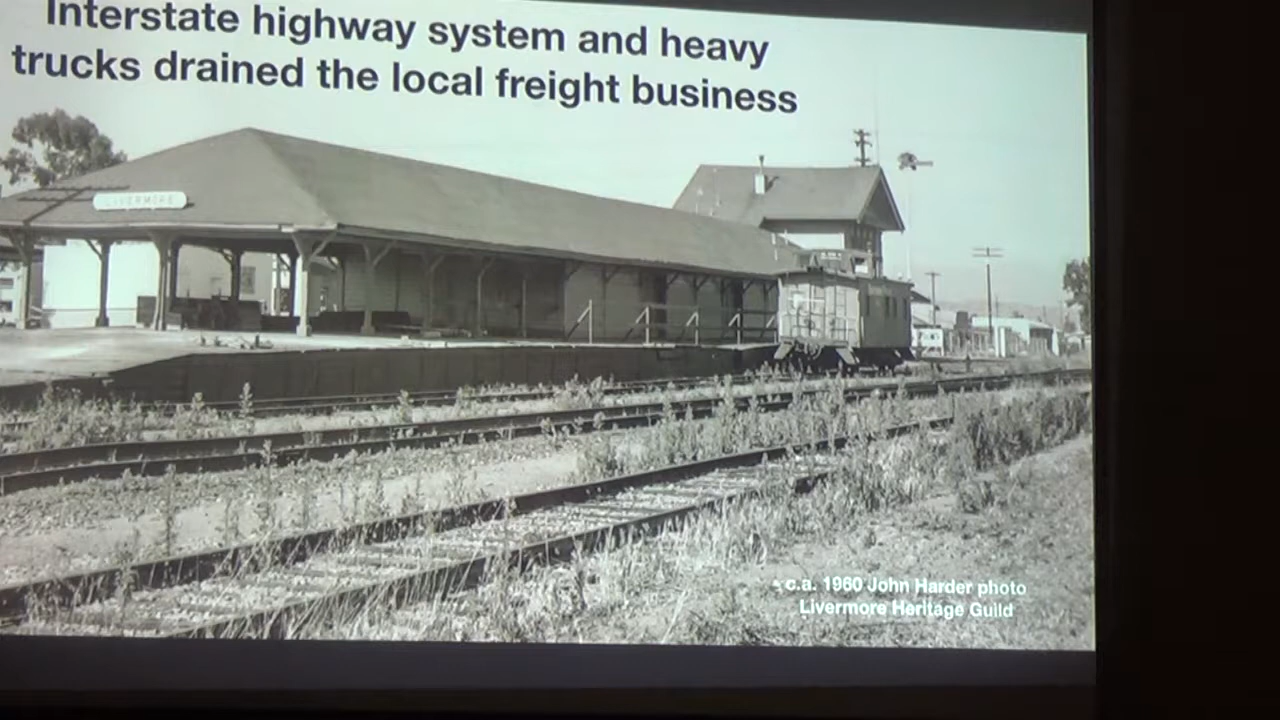 Interstate highway system and heavy
trucks drained the local freight business
LIVERMORE
c.a. 1960 John Harder photo
Livermore Heritage Guild